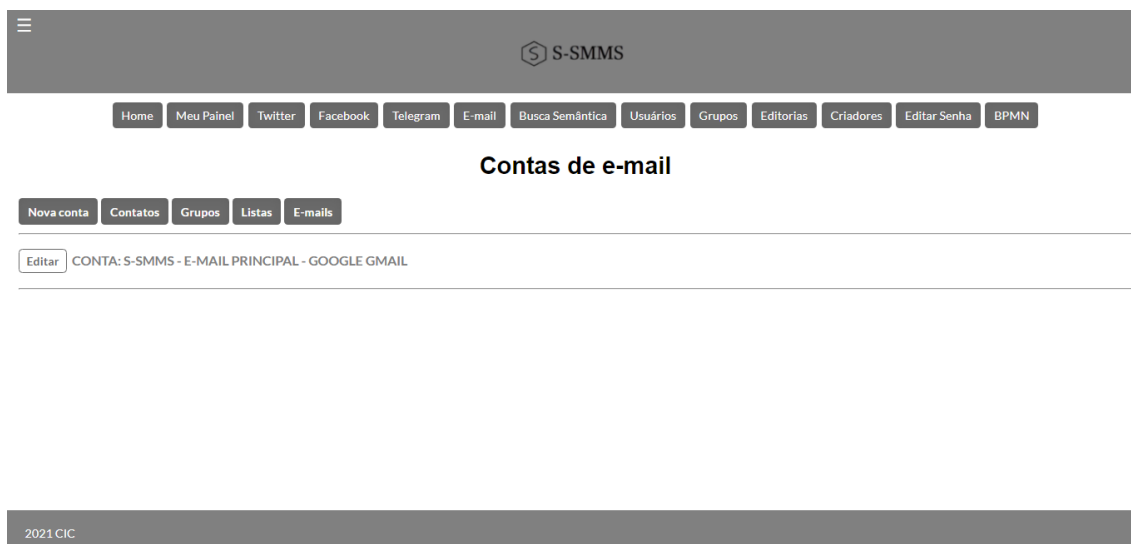 ☰
S-SMMS
Home Meu Painel Twitter Facebook Telegram E-mail Busca Semântica Usuários Grupos Editorias Criadores Editar Senha BPMN
Contas de e-mail
Nova conta Contatos Grupos Listas E-mails
Editar CONTA: S-SMMS - E-MAIL PRINCIPAL - GOOGLE GMAIL
2021 CIC